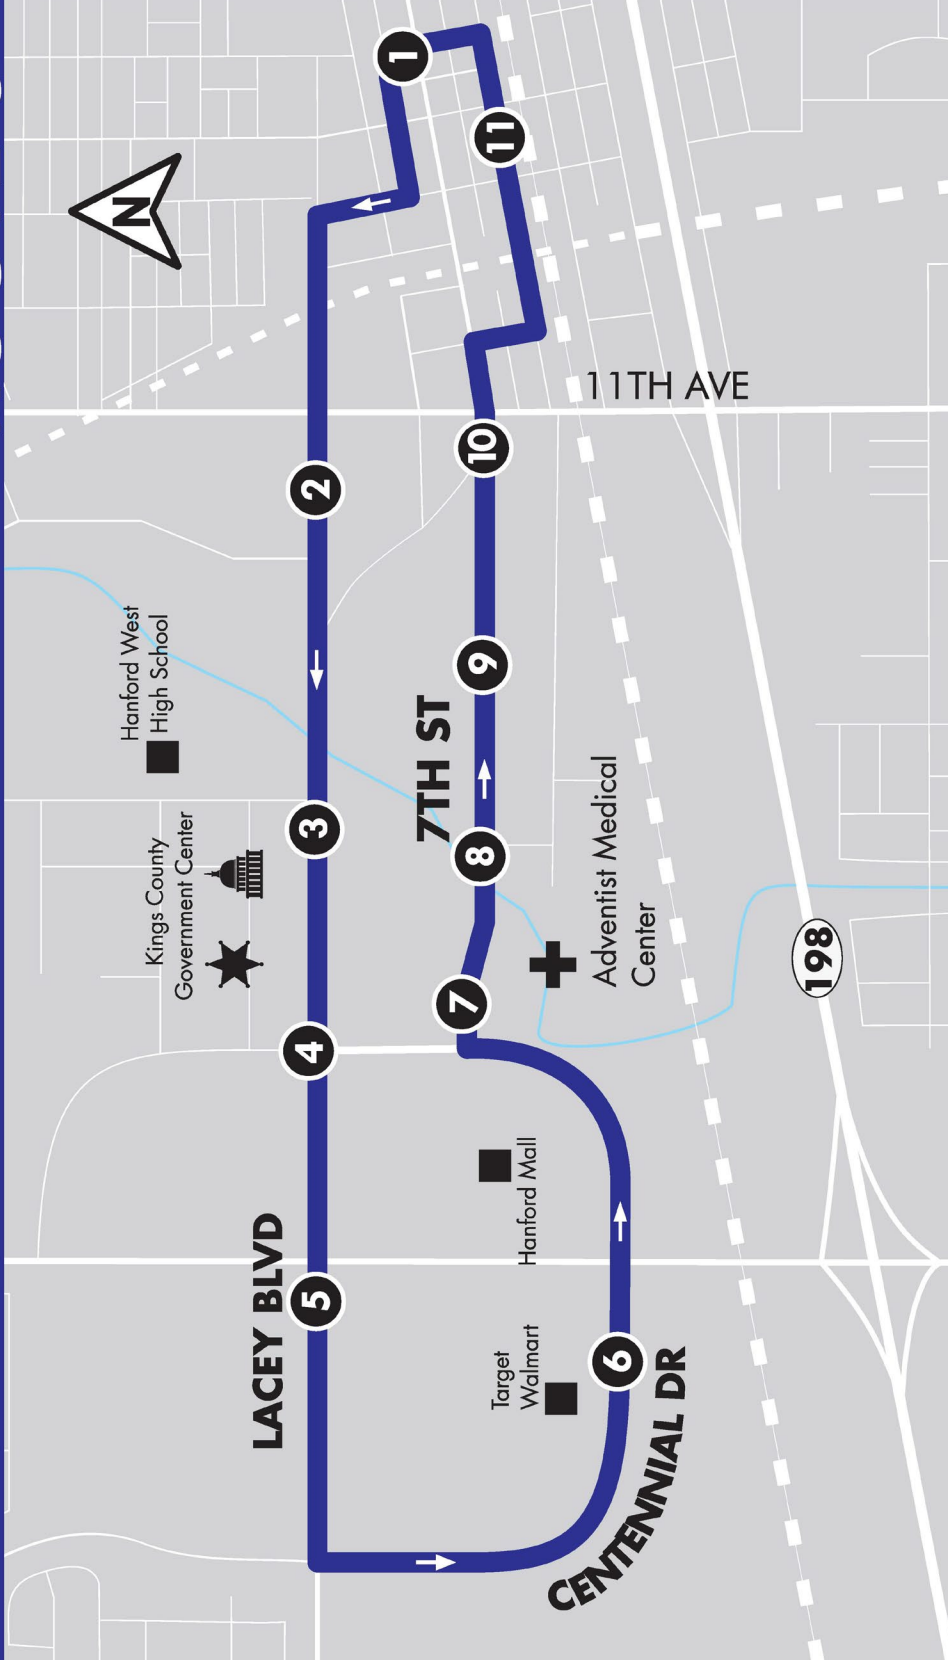 N
1
11
11TH AVE
2
10
Hanford West
High School
9
7TH ST
3
8
Kings County
Government Center
Adventist Medical
Center
198
7
4
Hanford Mall
LACEY BLVD
5
Target
Walmart
6
CENTENNIAL DR